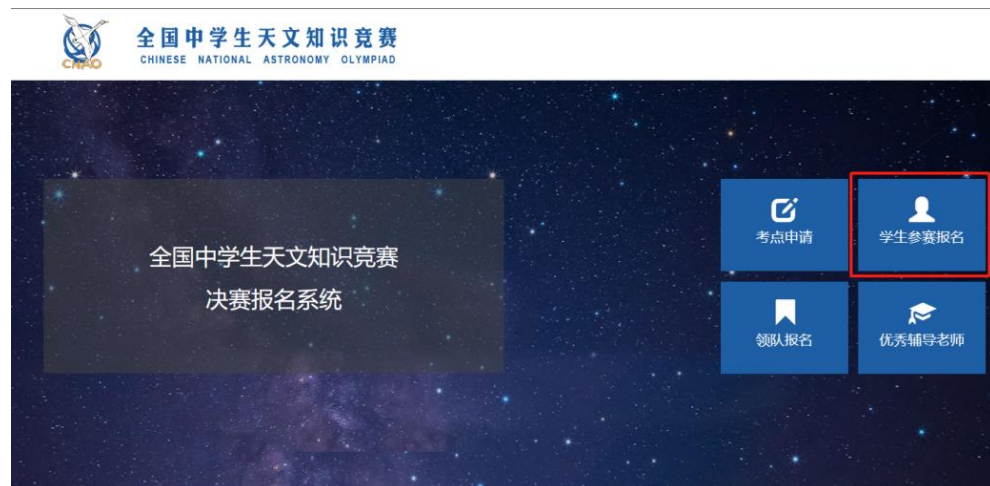 全国中学生天文知识竞赛
CHINESE NATIONAL ASTRONOMY OLYMPIAD
CNAO
全国中学生天文知识竞赛
决赛报名系统
考点申请
学生参赛报名
领队报名
优秀辅导老师